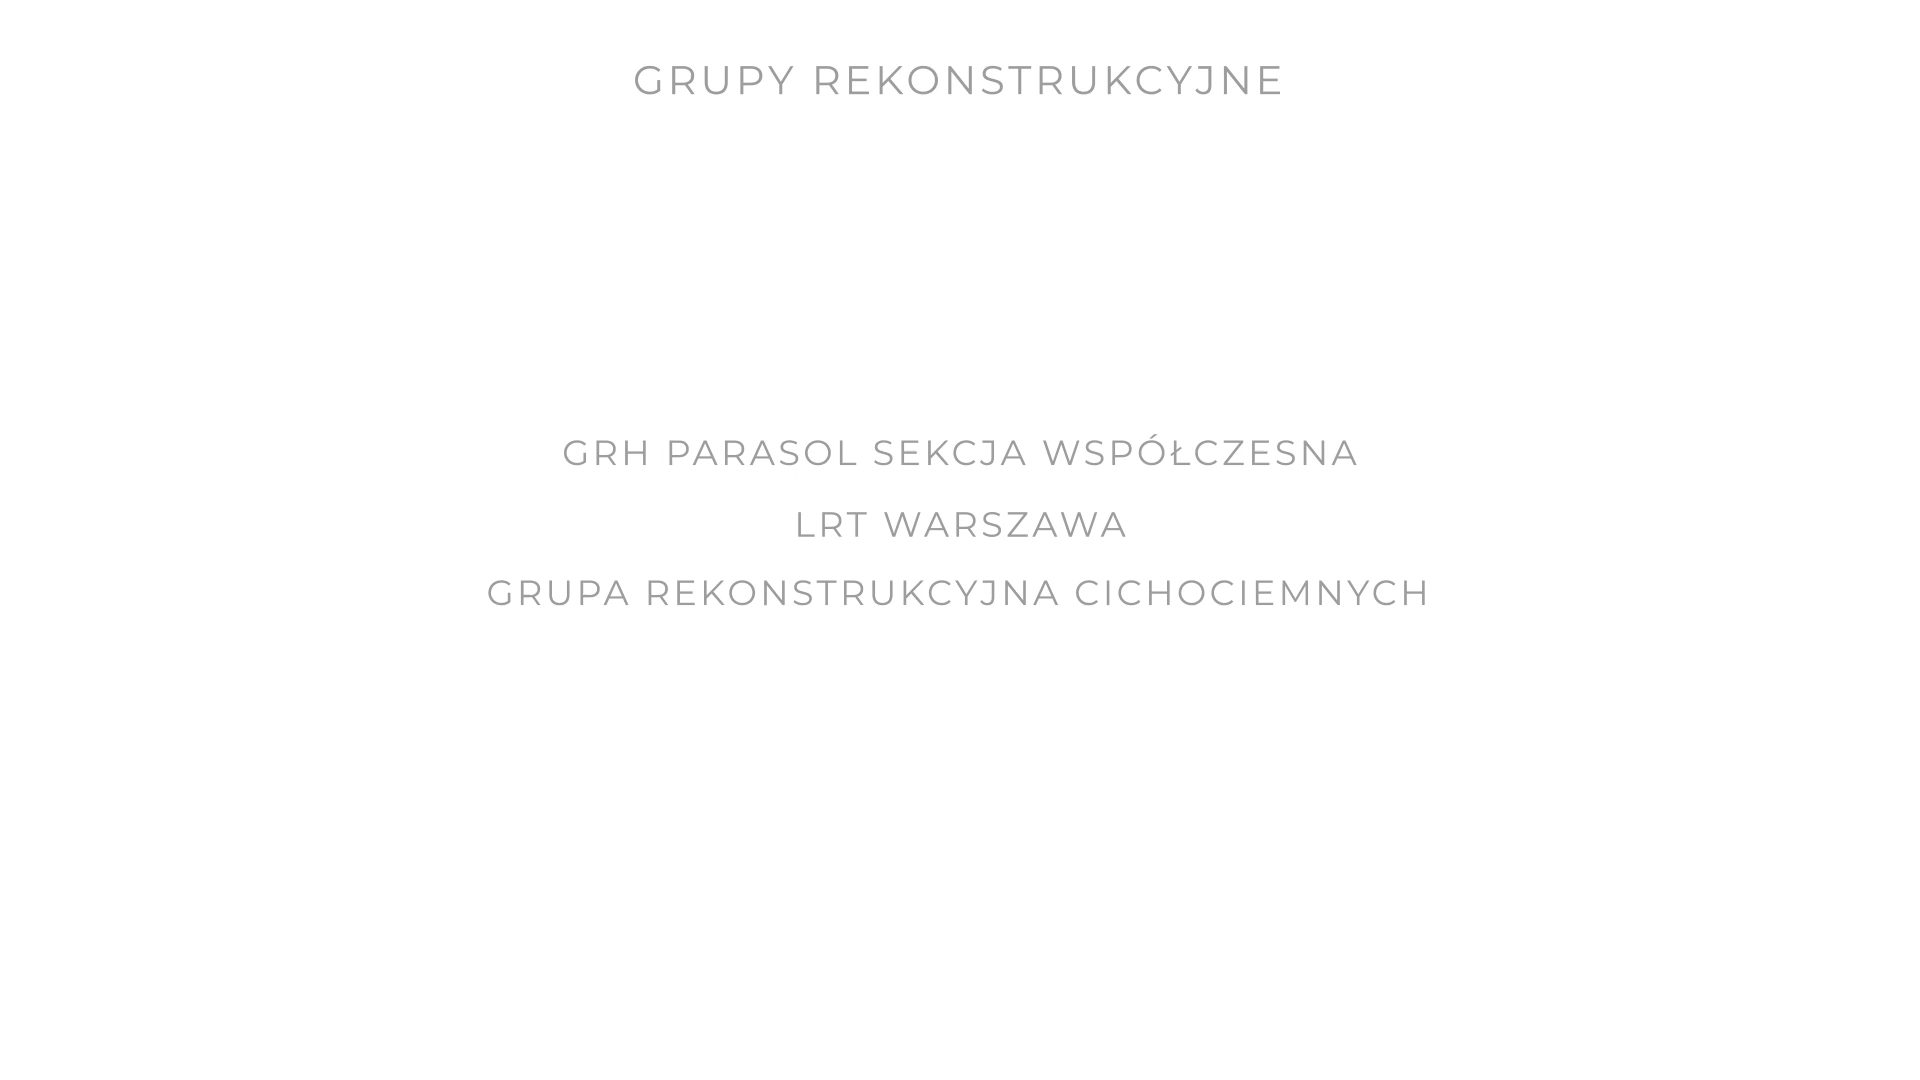 GRUPY REKONSTRUKCYJNE
GRH PARASOL SEKCJA WSPÓŁCZESNA
LRT WARSZAWA
GRUPA REKONSTRUKCYJNA CICHOCIEMNYCH